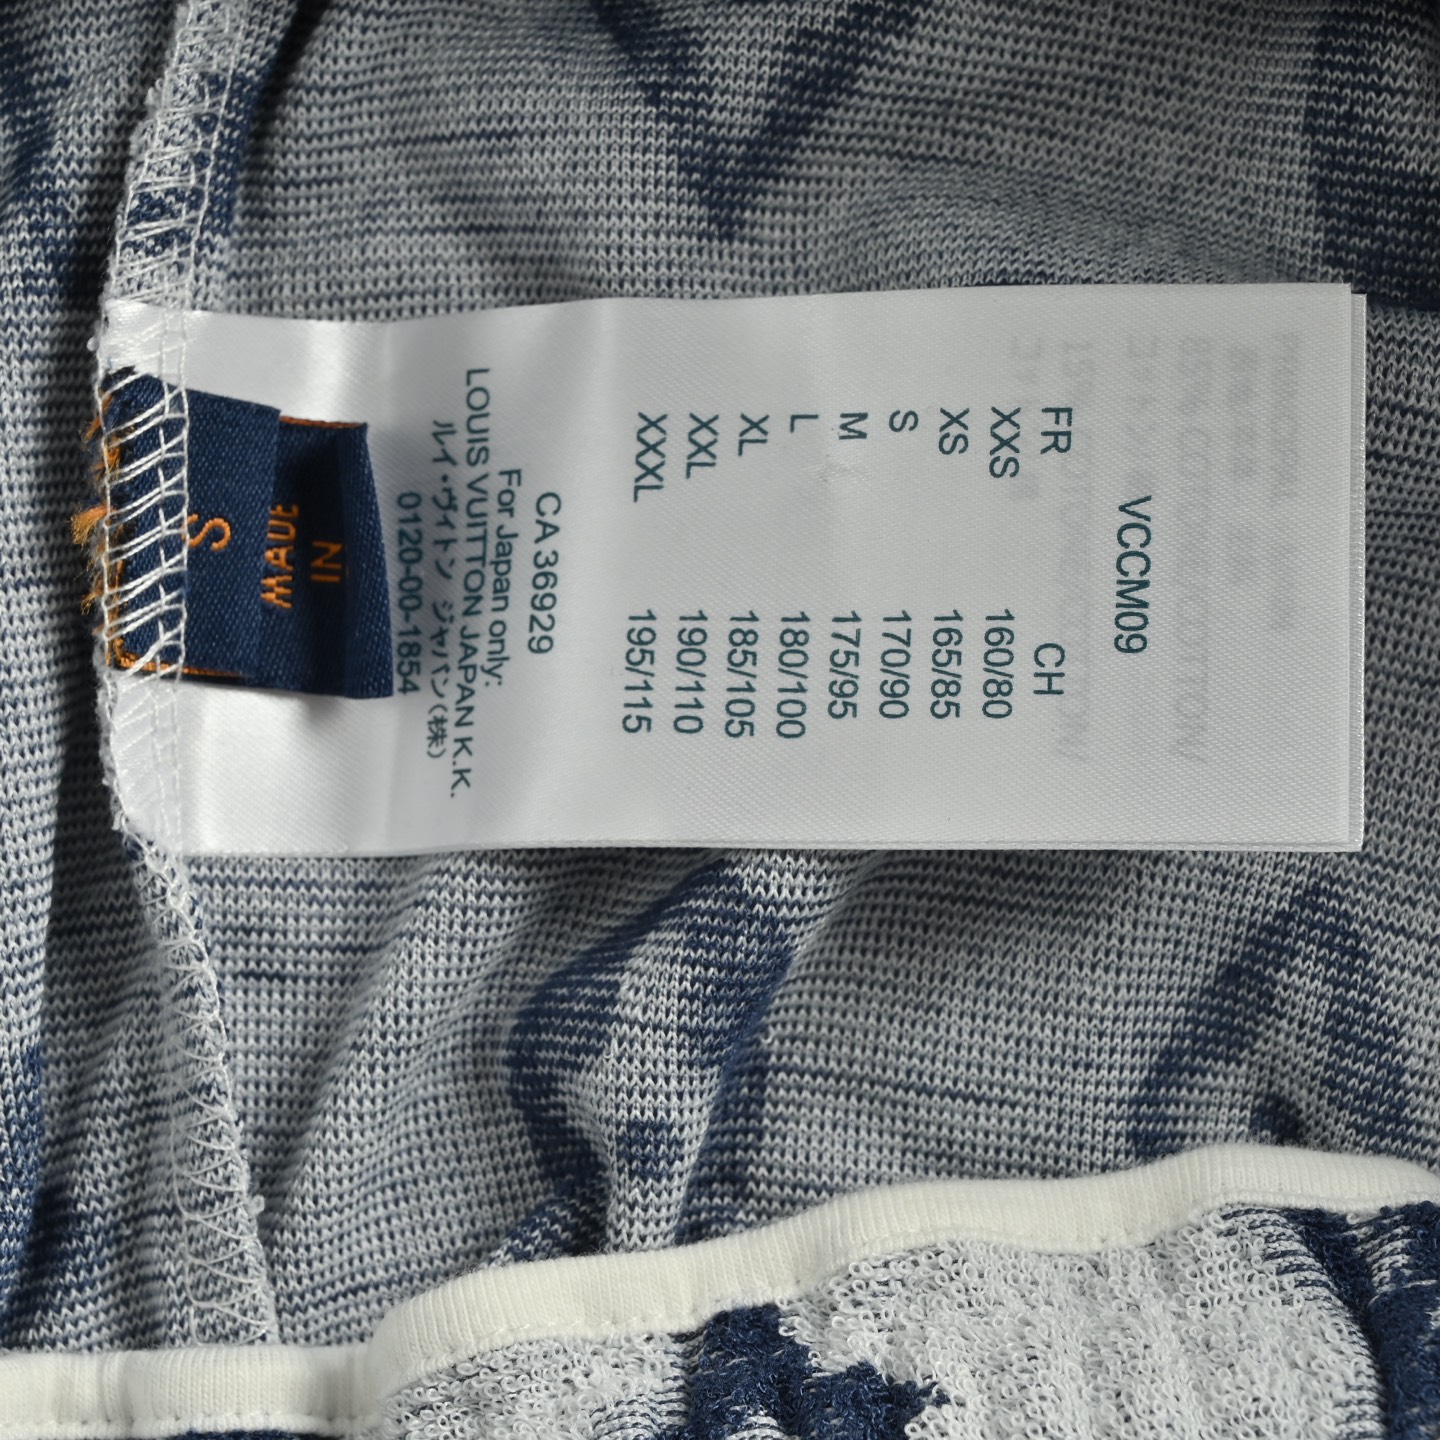 VCCM09
FR CH
XXS 160/80
XS 165/85
S 170/90
M 175/95
L 180/100
XL 185/105
XXL 190/110
XXXL 195/115
CA 36929
For Japan only:
LOUIS VUITTON JAPAN K.K.
ルイ・ヴィトン ジャパン(株)
0120-00-1854
S
MADE
IN